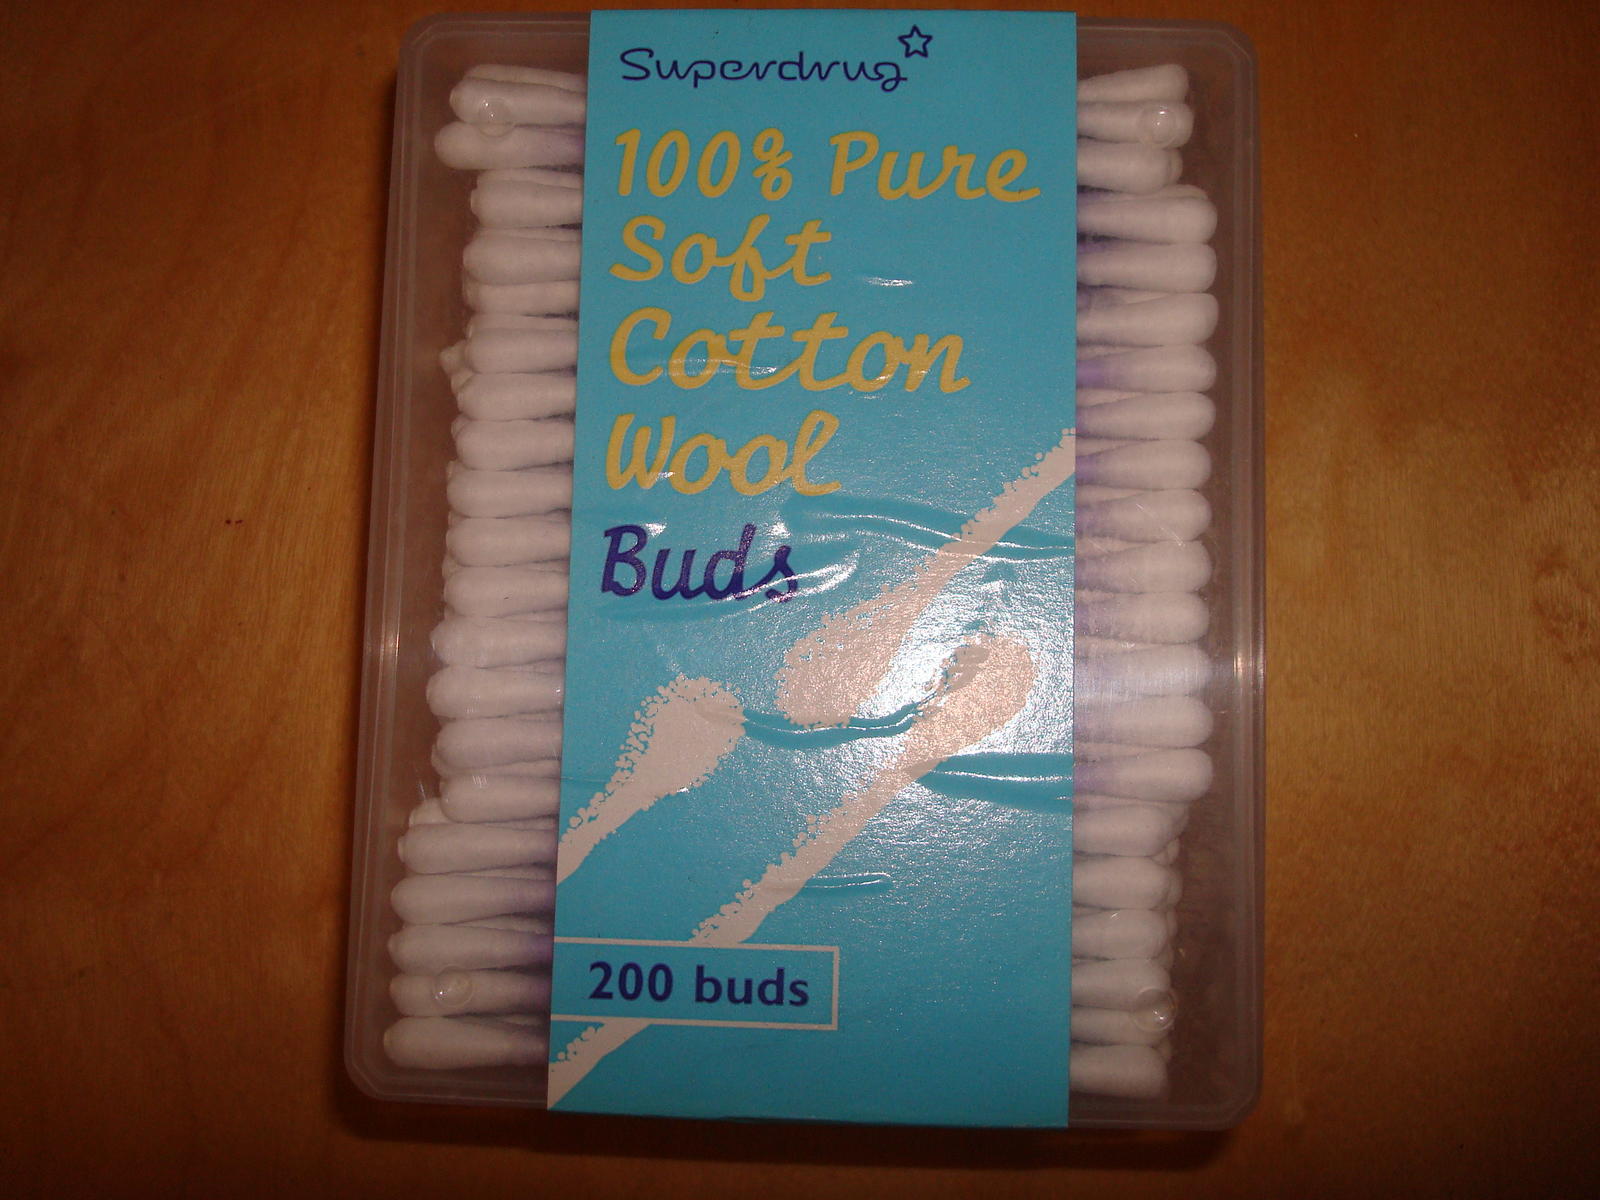 Superdrug
100% Pure
Soft
Cotton
Wool
Buds
200 buds